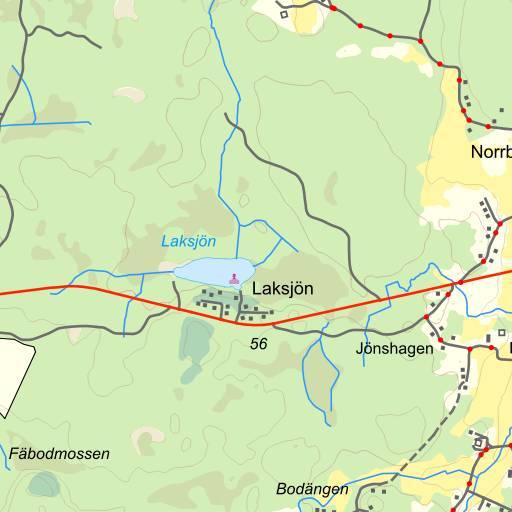 Norrb
Laksjön
Laksjön
56
Jönshagen
Fäbodmossen
Bodängen